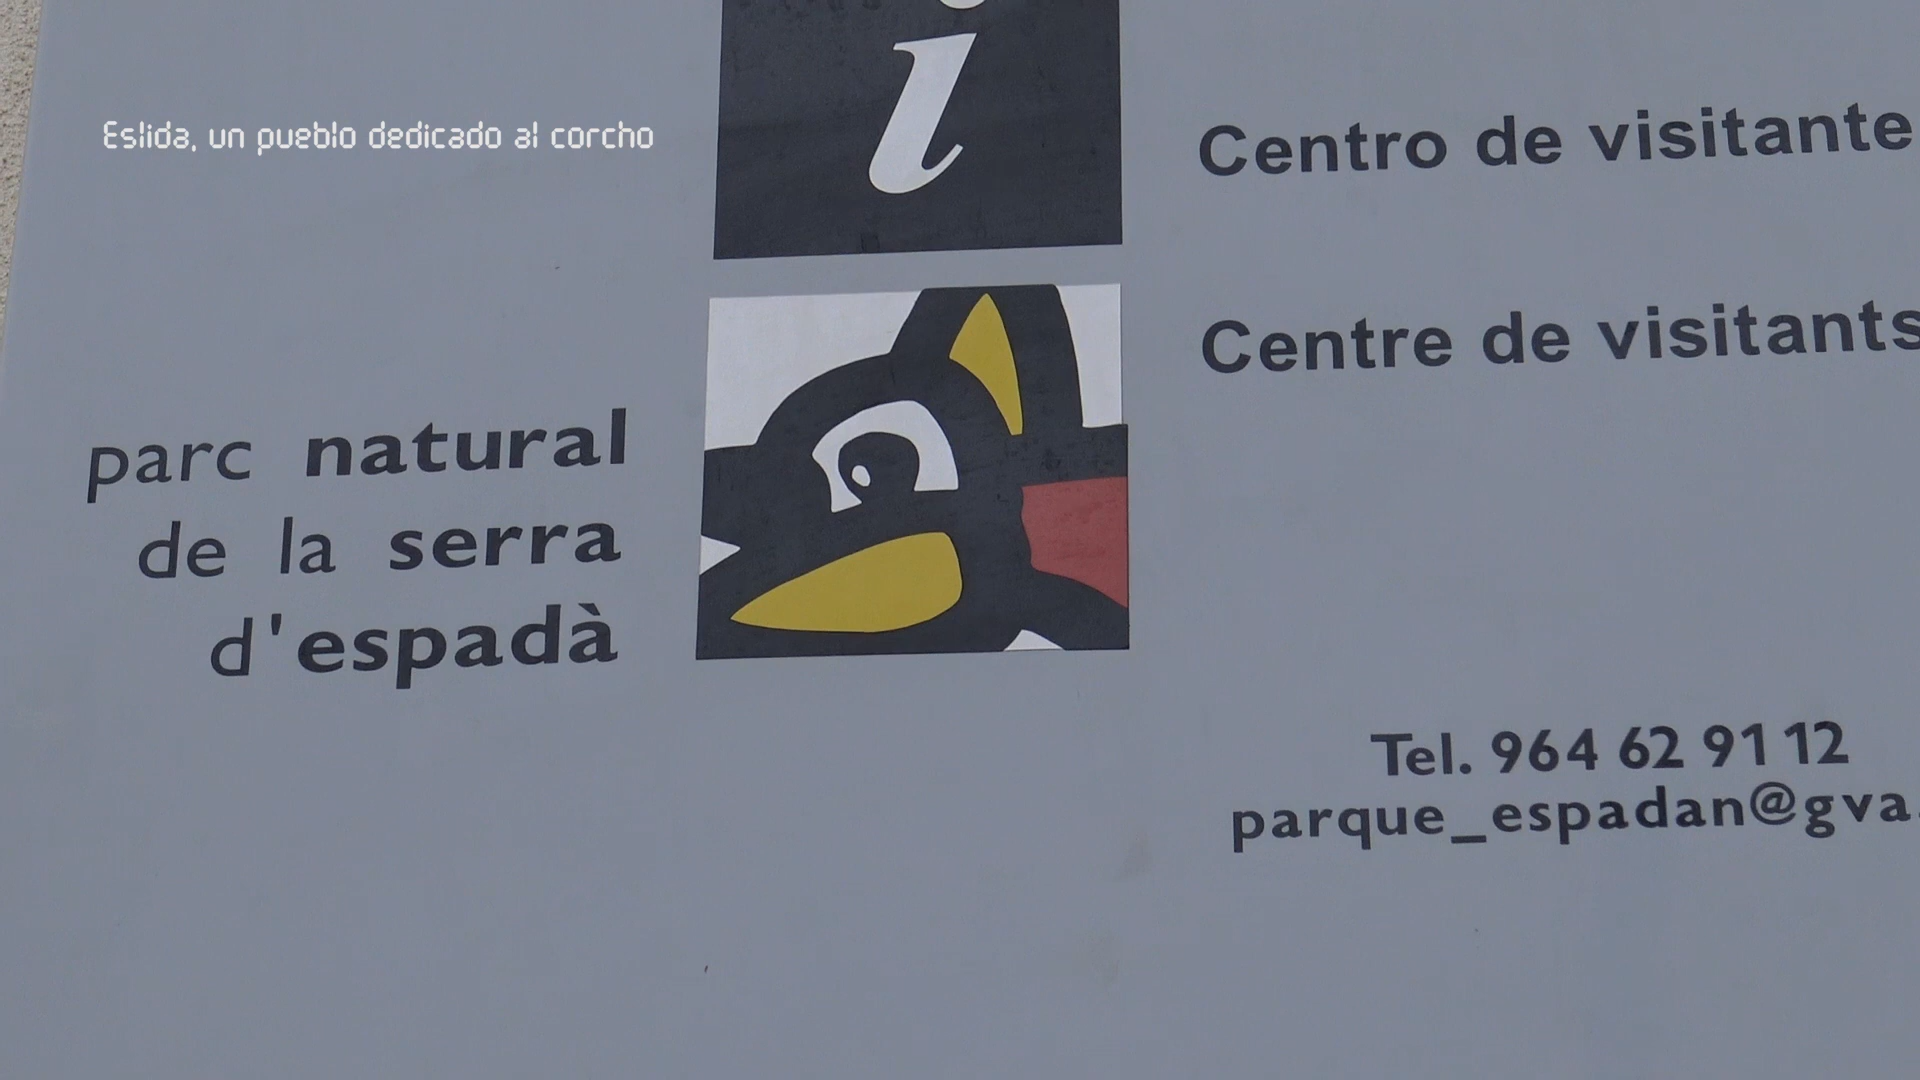 Eslida, un pueblo dedicado al corcho
i
Centro de visitante
Centre de visitants
parc natural
de la serra
d'espadà
Tel. 964 62 91 12
parque_espadan@gva.